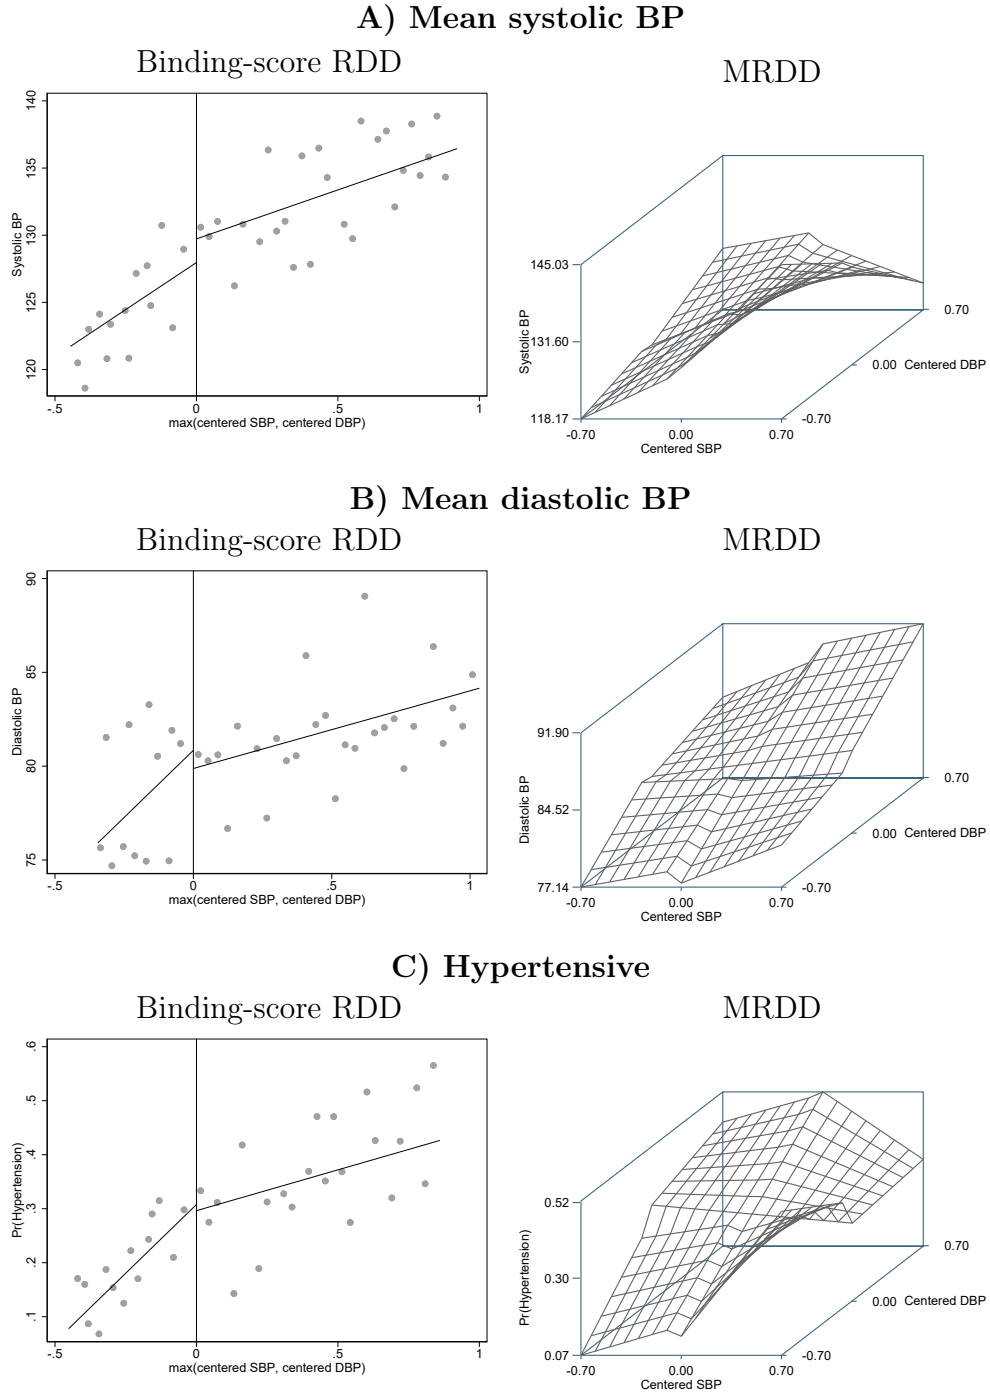 A) Mean systolic BP
Binding-score RDD
MRDD
140
135
130
125
120
Systolic BP
-.5
0
.5
1
max(centered SBP, centered DBP)
145.03
131.60
118.17
Systolic BP
-0.70
0.00
0.70
Centered SBP
0.70
0.00 Centered DBP
-0.70
B) Mean diastolic BP
Binding-score RDD
MRDD
90
85
80
75
Diastolic BP
-.5
0
.5
1
max(centered SBP, centered DBP)
91.90
84.52
77.14
Diastolic BP
-0.70
0.00
0.70
Centered SBP
0.70
0.00 Centered DBP
-0.70
C) Hypertensive
Binding-score RDD
MRDD
.6
.5
.4
.3
.2
.1
Pr(Hypertension)
-.5
0
.5
1
max(centered SBP, centered DBP)
0.52
0.30
0.07
Pr(Hypertension)
-0.70
0.00
0.70
Centered SBP
0.70
0.00 Centered DBP
-0.70